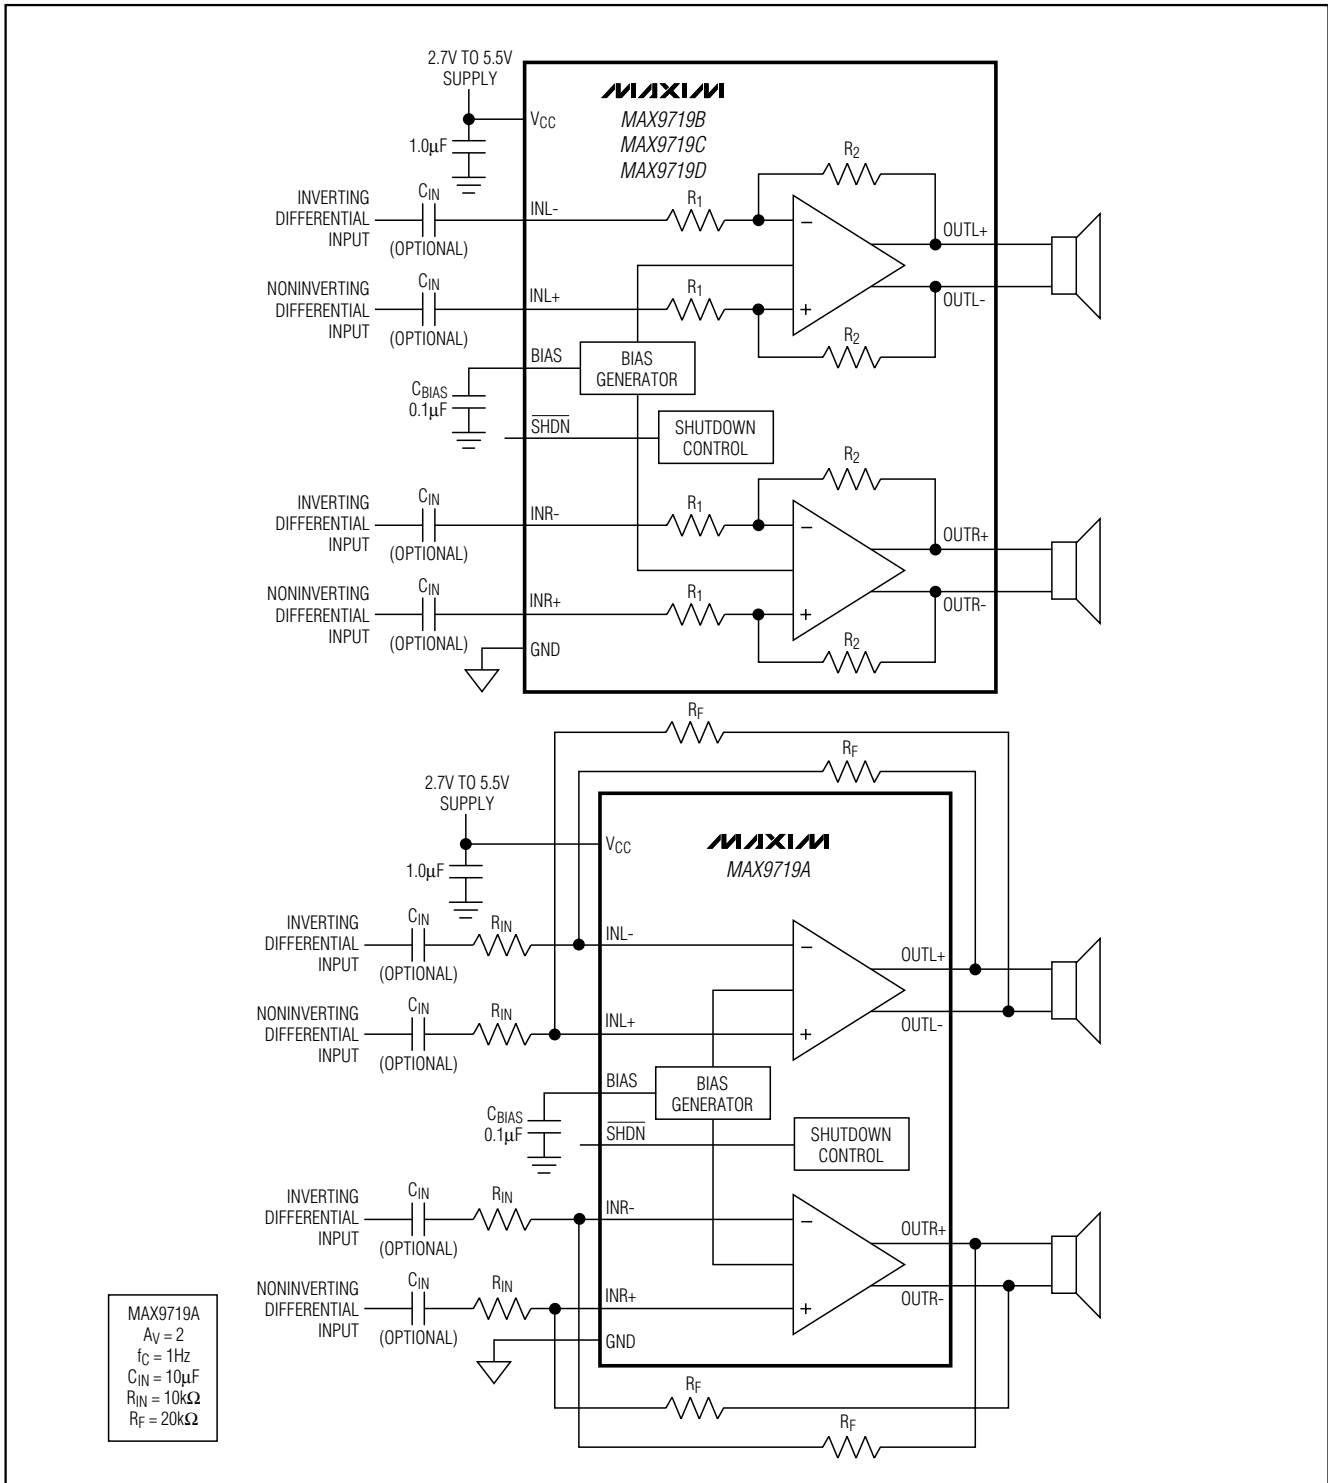 2.7V TO 5.5V
SUPPLY
MAXIM
MAX9719B
MAX9719C
MAX9719D
VCC
1.0μF
R2
INVERTING
DIFFERENTIAL
INPUT
CIN
(OPTIONAL)
INL-
R1
−
OUTL+
NONINVERTING
DIFFERENTIAL
INPUT
CIN
(OPTIONAL)
INL+
R1
+
OUTL-
R2
BIAS
BIAS
GENERATOR
CBIAS
0.1μF
SHDN
SHUTDOWN
CONTROL
R2
INVERTING
DIFFERENTIAL
INPUT
CIN
(OPTIONAL)
INR-
R1
−
OUTR+
NONINVERTING
DIFFERENTIAL
INPUT
CIN
(OPTIONAL)
INR+
R1
+
OUTR-
R2
GND
RF
RF
2.7V TO 5.5V
SUPPLY
MAXIM
MAX9719A
VCC
1.0μF
INVERTING
DIFFERENTIAL
INPUT
CIN
(OPTIONAL)
RIN
INL-
−
OUTL+
NONINVERTING
DIFFERENTIAL
INPUT
CIN
(OPTIONAL)
RIN
INL+
+
OUTL-
BIAS
BIAS
GENERATOR
CBIAS
0.1μF
SHDN
SHUTDOWN
CONTROL
INVERTING
DIFFERENTIAL
INPUT
CIN
(OPTIONAL)
RIN
INR-
−
OUTR+
NONINVERTING
DIFFERENTIAL
INPUT
CIN
(OPTIONAL)
RIN
INR+
+
OUTR-
GND
RF
RF
MAX9719A
AV = 2
fC = 1Hz
CIN = 10μF
RIN = 10kΩ
RF = 20kΩ